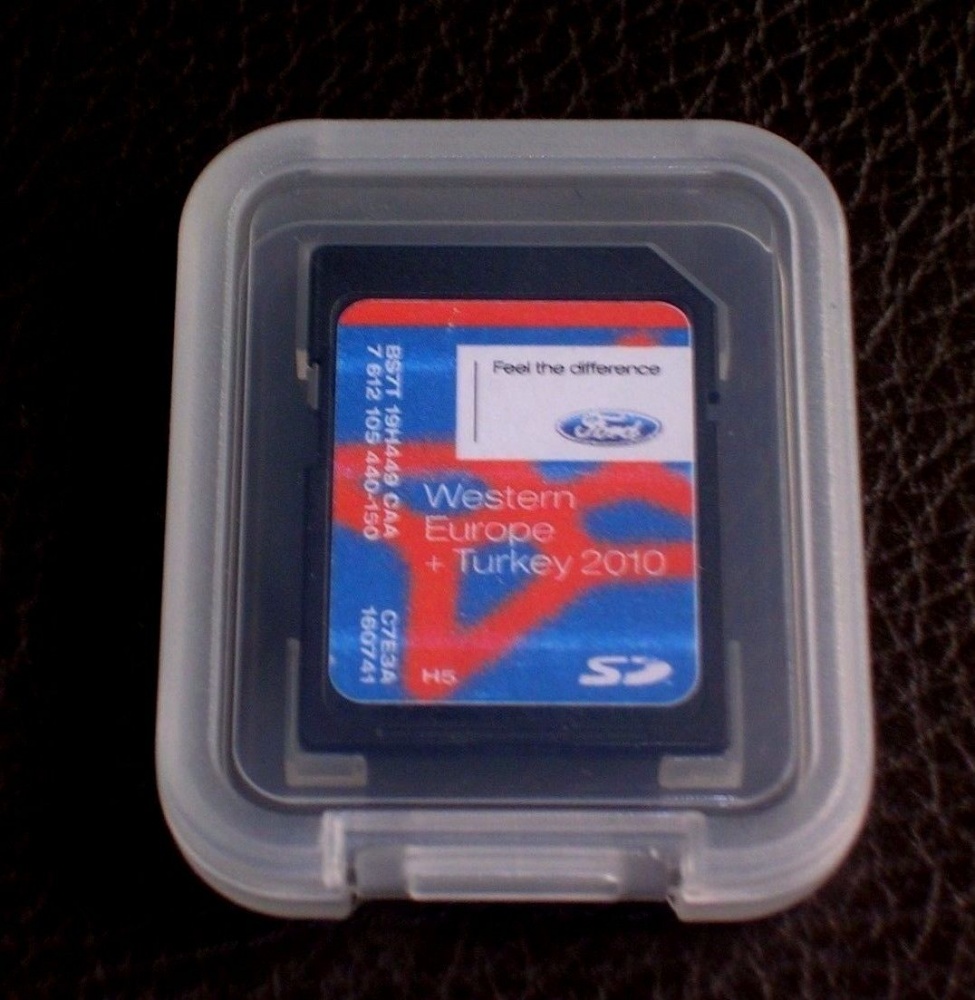 Feel the difference
Ford
Western
Europe
+ Turkey 2010
H5
SD
BS7T 19H449 CAA
7 612 105 440-150
C7E3A
160741